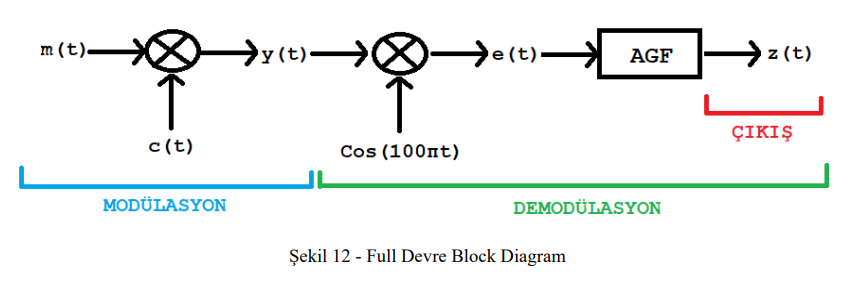 m(t) y(t) e(t) AGF z(t)
c(t) Cos(100πt) ÇIKIŞ
MODÜLASYON DEMODÜLASYON
Şekil 12 - Full Devre Block Diagram